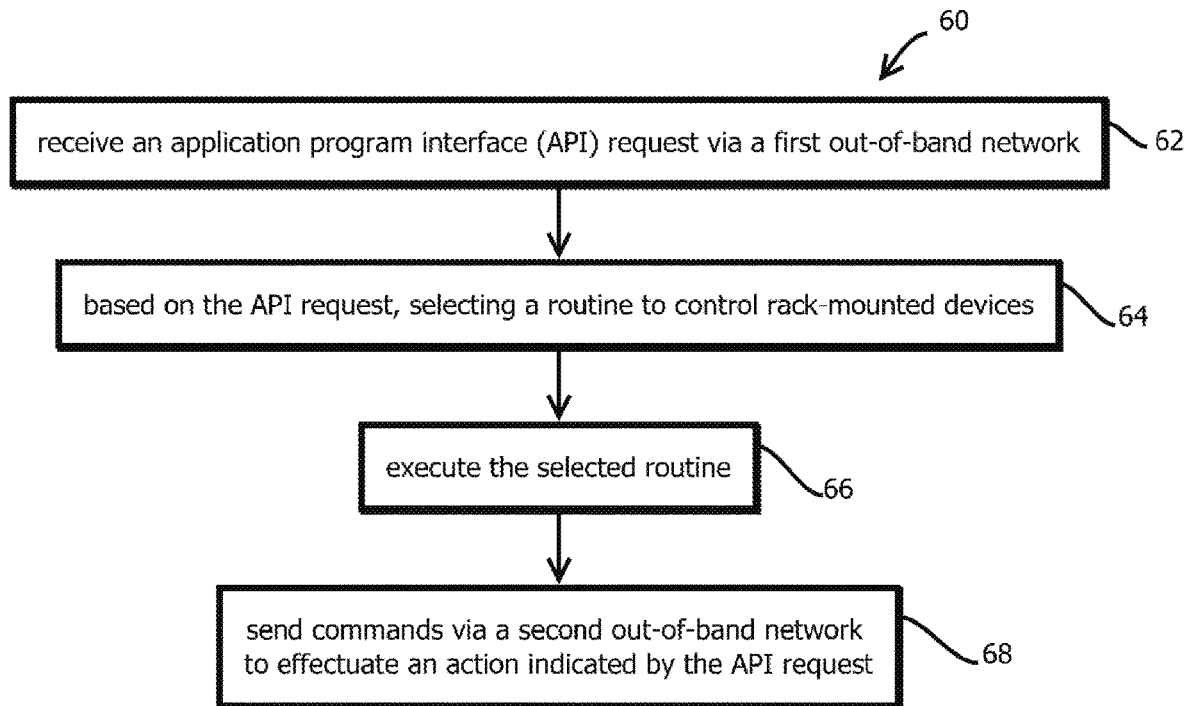 60
receive an application program interface (API) request via a first out-of-band network
62
based on the API request, selecting a routine to control rack-mounted devices
64
execute the selected routine
66
send commands via a second out-of-band network
to effectuate an action indicated by the API request
68